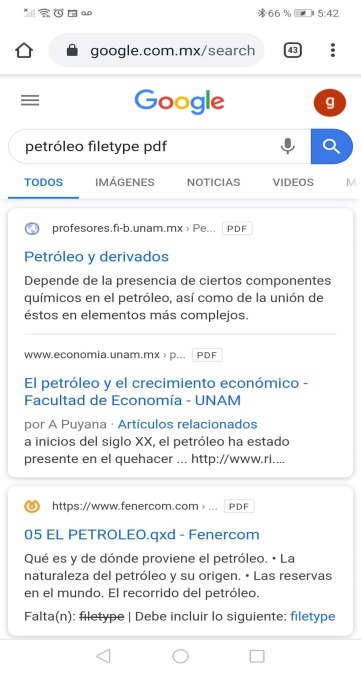 66 % 5:42
google.com.mx/search 43
Google g
petróleo filetype pdf
TODOS IMÁGENES NOTICIAS VIDEOS M
profesores.fi-b.unam.mx › Pe... PDF
Petróleo y derivados
Depende de la presencia de ciertos componentes
químicos en el petróleo, así como de la unión de
éstos en elementos más complejos.
www.economia.unam.mx › p... PDF
El petróleo y el crecimiento económico -
Facultad de Economía - UNAM
por A Puyana · Artículos relacionados
a inicios del siglo XX, el petróleo ha estado
presente en el quehacer ... http://www.ri....
https://www.fenercom.com › ... PDF
05 EL PETROLEO.qxd - Fenercom
Qué es y de dónde proviene el petróleo. • La
naturaleza del petróleo y su origen. • Las reservas
en el mundo. El recorrido del petróleo.
Falta(n): filetype | Debe incluir lo siguiente: filetype